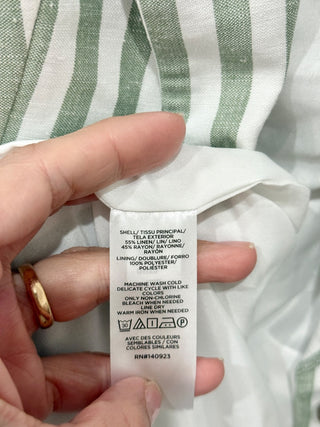 SHELL/ TISSU PRINCIPAL/
TELA EXTERIOR
55% LINEN/ LIN/ LINO
45% RAYON/ RAYONNE/
RAYÓN
LINING/ DOUBLURE/ FORRO
100% POLYESTER/
POLIÉSTER
MACHINE WASH COLD
DELICATE CYCLE WITH LIKE
COLORS
ONLY NON-CHLORINE
BLEACH WHEN NEEDED
LINE DRY
WARM IRON WHEN DRY
AVEC DES COULEURS
SEMBLABLES / CON
COLORES SIMILARES
RN#140923